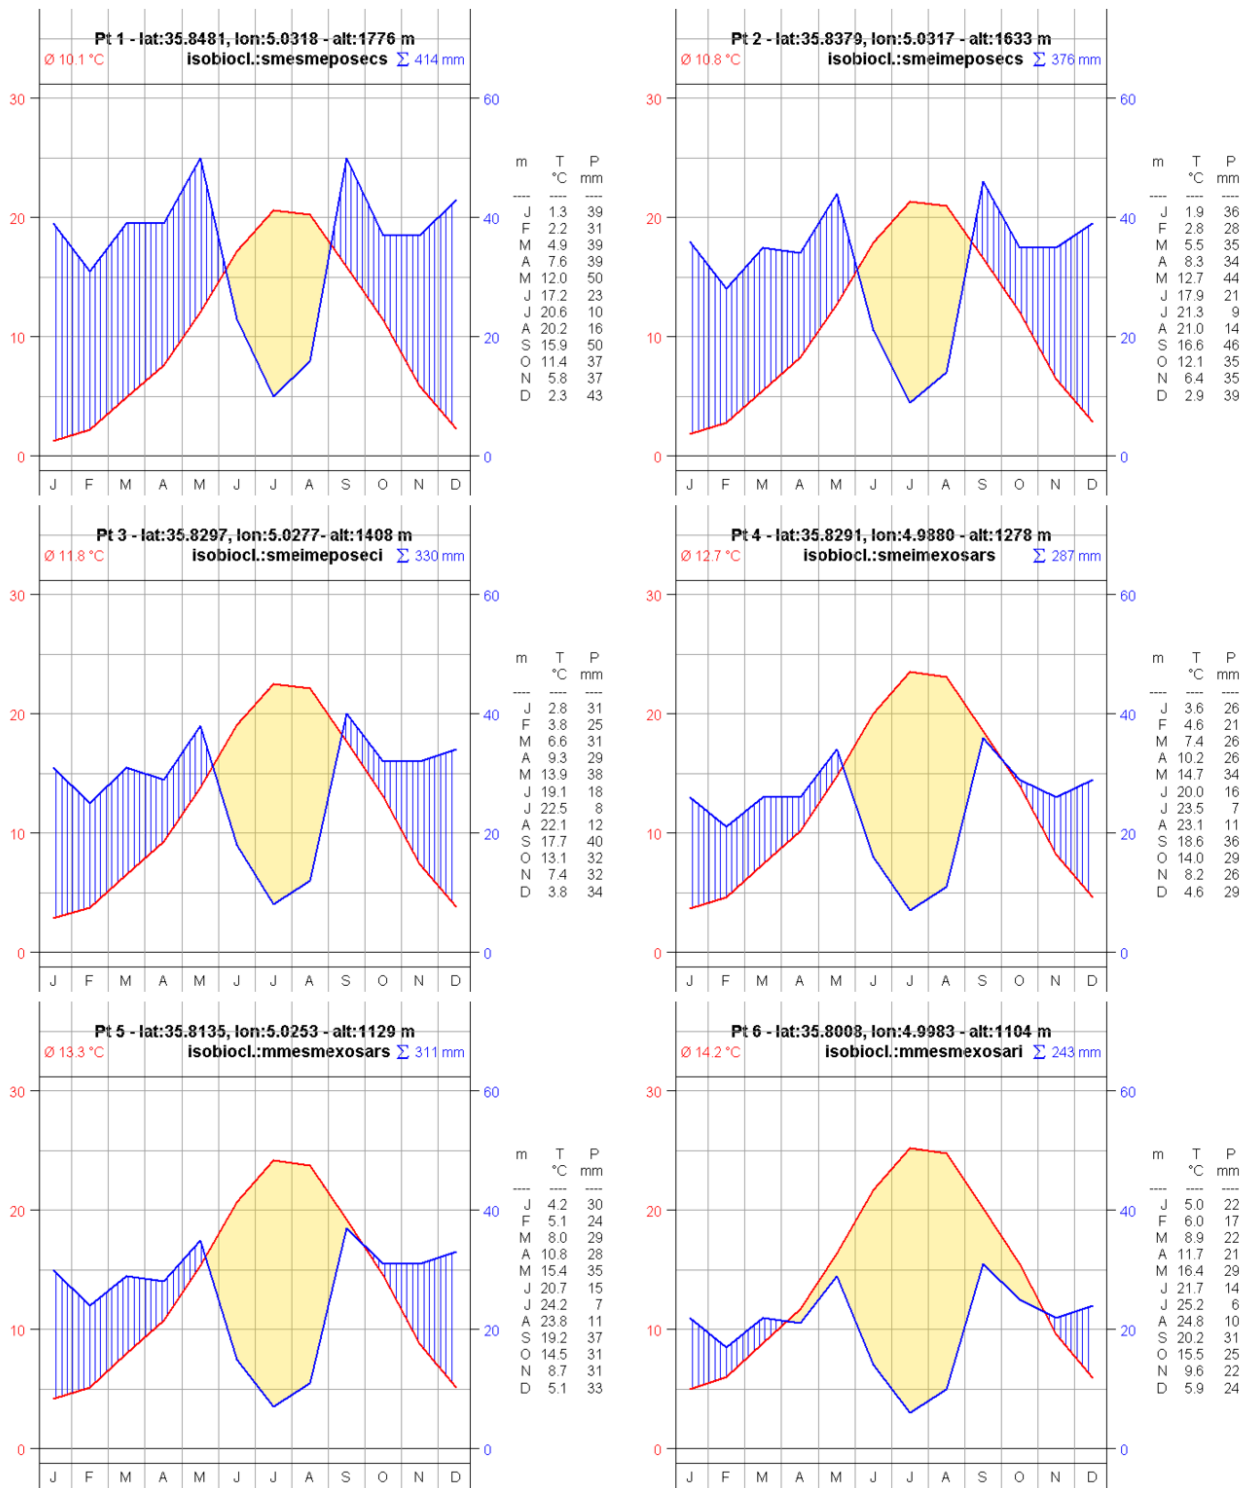 Pt 1 - lat:35.8481, lon:5.0318 - alt:1776 m
Ø 10.1 °C isobiocl.:smesmeposecs Σ 414 mm
30 60
20 40
10 20
0 0
J F M A M J J A S O N D
m T P
°C mm
---- ---- ----
J 1.3 39
F 2.2 31
M 4.9 39
A 7.6 39
M 12.0 50
J 17.2 23
J 20.6 10
A 20.2 16
S 15.9 50
O 11.4 37
N 5.8 37
D 2.3 43
Pt 2 - lat:35.8379, lon:5.0317 - alt:1633 m
Ø 10.8 °C isobiocl.:smeimeposecs Σ 376 mm
30 60
20 40
10 20
0 0
J F M A M J J A S O N D
m T P
°C mm
---- ---- ----
J 1.9 36
F 2.8 28
M 5.5 35
A 8.3 34
M 12.7 44
J 17.9 21
J 21.3 9
A 21.0 14
S 16.6 46
O 12.1 35
N 6.4 35
D 2.9 39
Pt 3 - lat:35.8297, lon:5.0277- alt:1408 m
Ø 11.8 °C isobiocl.:smeimeposeci Σ 330 mm
30 60
20 40
10 20
0 0
J F M A M J J A S O N D
m T P
°C mm
---- ---- ----
J 2.8 31
F 3.8 25
M 6.6 31
A 9.3 29
M 13.9 38
J 19.1 18
J 22.5 8
A 22.1 12
S 17.7 40
O 13.1 32
N 7.4 32
D 3.8 34
Pt 4 - lat:35.8291, lon:4.9880 - alt:1278 m
Ø 12.7 °C isobiocl.:smeimexosars Σ 287 mm
30 60
20 40
10 20
0 0
J F M A M J J A S O N D
m T P
°C mm
---- ---- ----
J 3.6 26
F 4.6 21
M 7.4 26
A 10.2 26
M 14.7 34
J 20.0 16
J 23.5 7
A 23.1 11
S 18.6 36
O 14.0 29
N 8.2 26
D 4.6 29
Pt 5 - lat:35.8135, lon:5.0253 - alt:1129 m
Ø 13.3 °C isobiocl.:mmesmexosars Σ 311 mm
30 60
20 40
10 20
0 0
J F M A M J J A S O N D
m T P
°C mm
---- ---- ----
J 4.2 30
F 5.1 24
M 8.0 29
A 10.8 28
M 15.4 35
J 20.7 15
J 24.2 7
A 23.8 11
S 19.2 37
O 14.5 31
N 8.7 31
D 5.1 33
Pt 6 - lat:35.8008, lon:4.9983 - alt:1104 m
Ø 14.2 °C isobiocl.:mmesmexosari Σ 243 mm
30 60
20 40
10 20
0 0
J F M A M J J A S O N D
m T P
°C mm
---- ---- ----
J 5.0 22
F 6.0 17
M 8.9 22
A 11.7 21
M 16.4 29
J 21.7 14
J 25.2 6
A 24.8 10
S 20.2 31
O 15.5 25
N 9.6 22
D 5.9 24